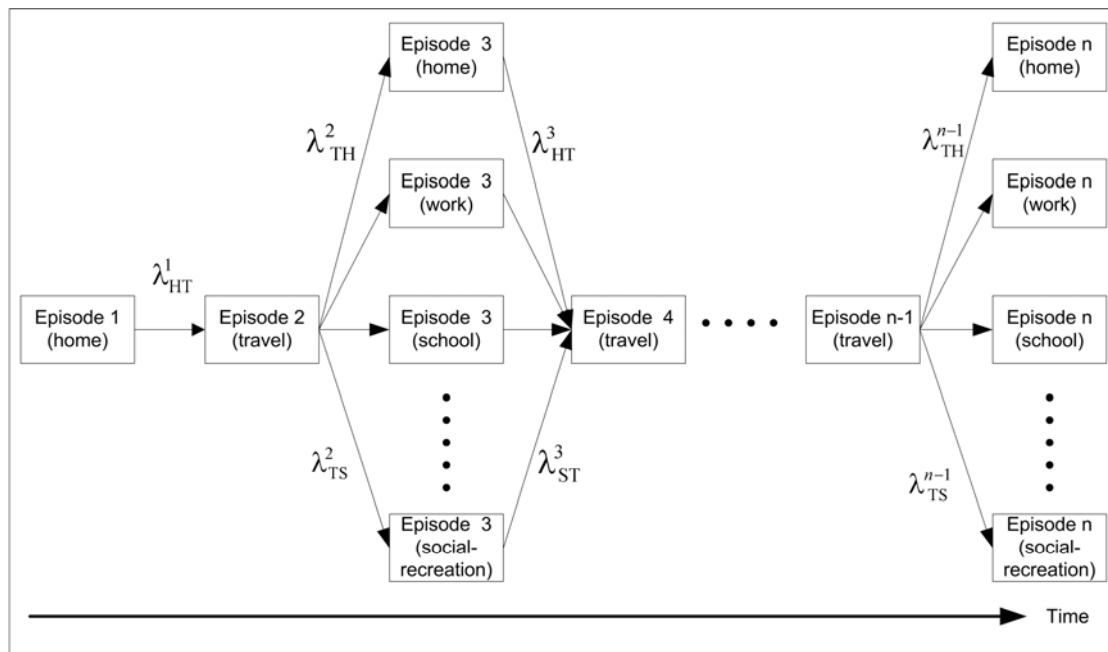 Episode 3
(home)
λ²TH
λ³HT
Episode 3
(work)
λ¹HT
Episode 1
(home)
Episode 2
(travel)
Episode 3
(school)
Episode 4
(travel)
λ²TS
λ³ST
Episode 3
(social-
recreation)
Episode n-1
(travel)
Episode n
(home)
λⁿ⁻¹TH
Episode n
(work)
Episode n
(school)
λⁿ⁻¹TS
Episode n
(social-
recreation)
Time